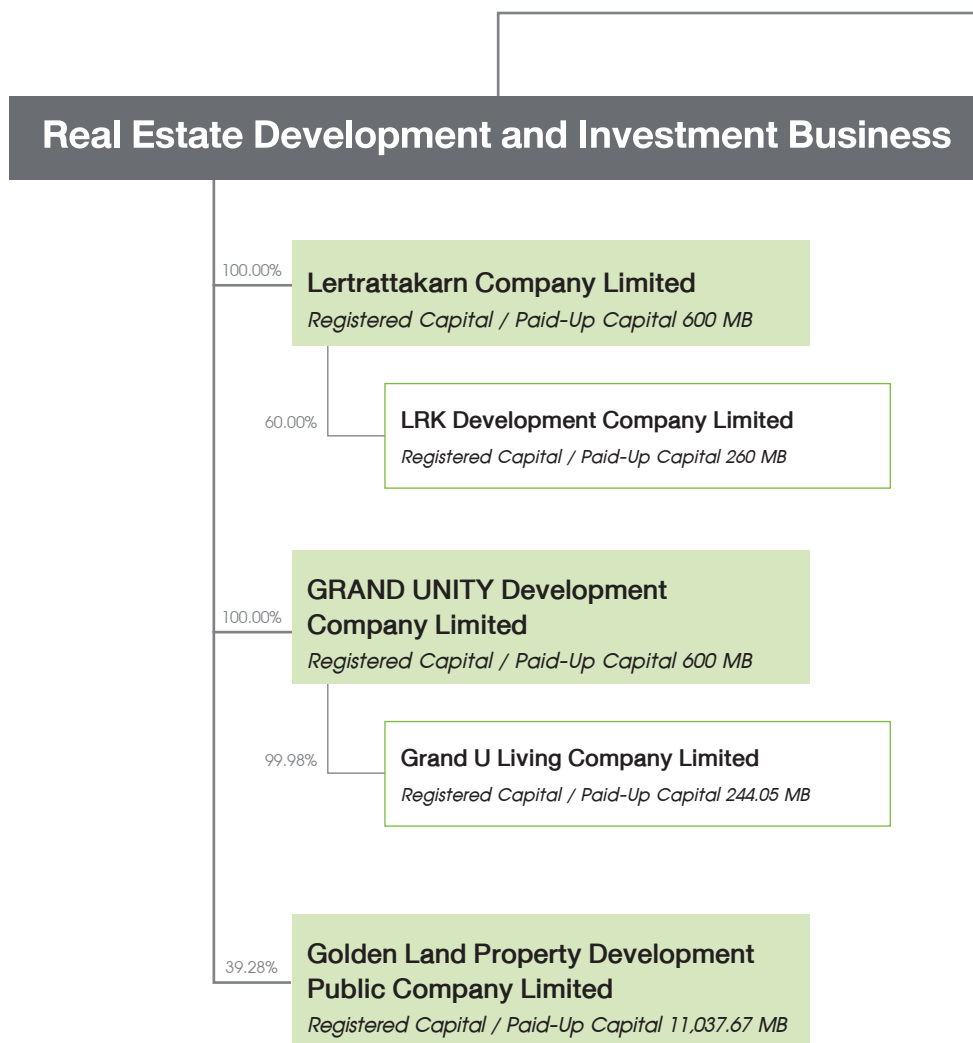 Real Estate Development and Investment Business
100.00%
Lertrattakarn Company Limited
Registered Capital / Paid-Up Capital 600 MB
60.00%
LRK Development Company Limited
Registered Capital / Paid-Up Capital 260 MB
100.00%
GRAND UNITY Development
Company Limited
Registered Capital / Paid-Up Capital 600 MB
99.98%
Grand U Living Company Limited
Registered Capital / Paid-Up Capital 244.05 MB
39.28%
Golden Land Property Development
Public Company Limited
Registered Capital / Paid-Up Capital 11,037.67 MB